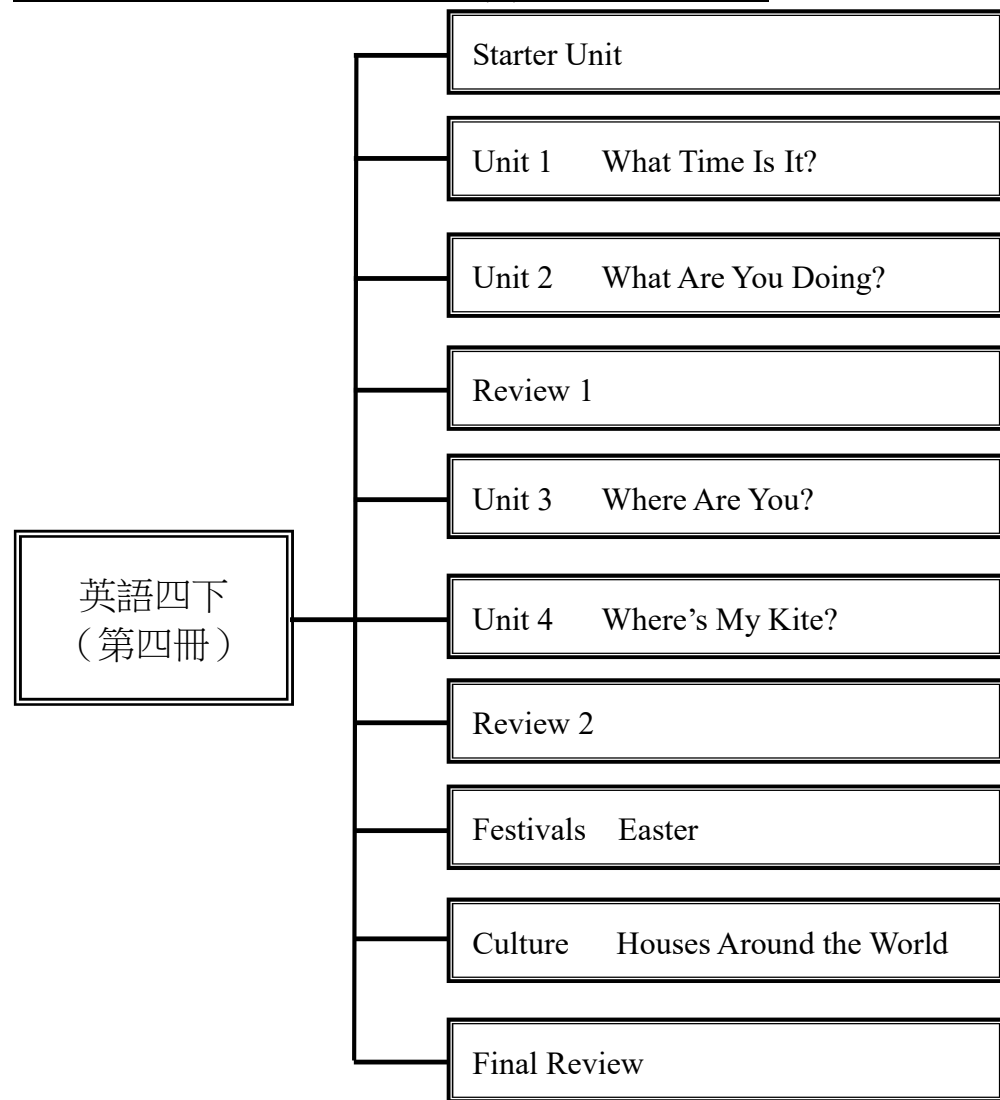 Starter Unit
Unit 1 What Time Is It?
Unit 2 What Are You Doing?
Review 1
Unit 3 Where Are You?
英語四下
（第四冊）
Unit 4 Where’s My Kite?
Review 2
Festivals Easter
Culture Houses Around the World
Final Review